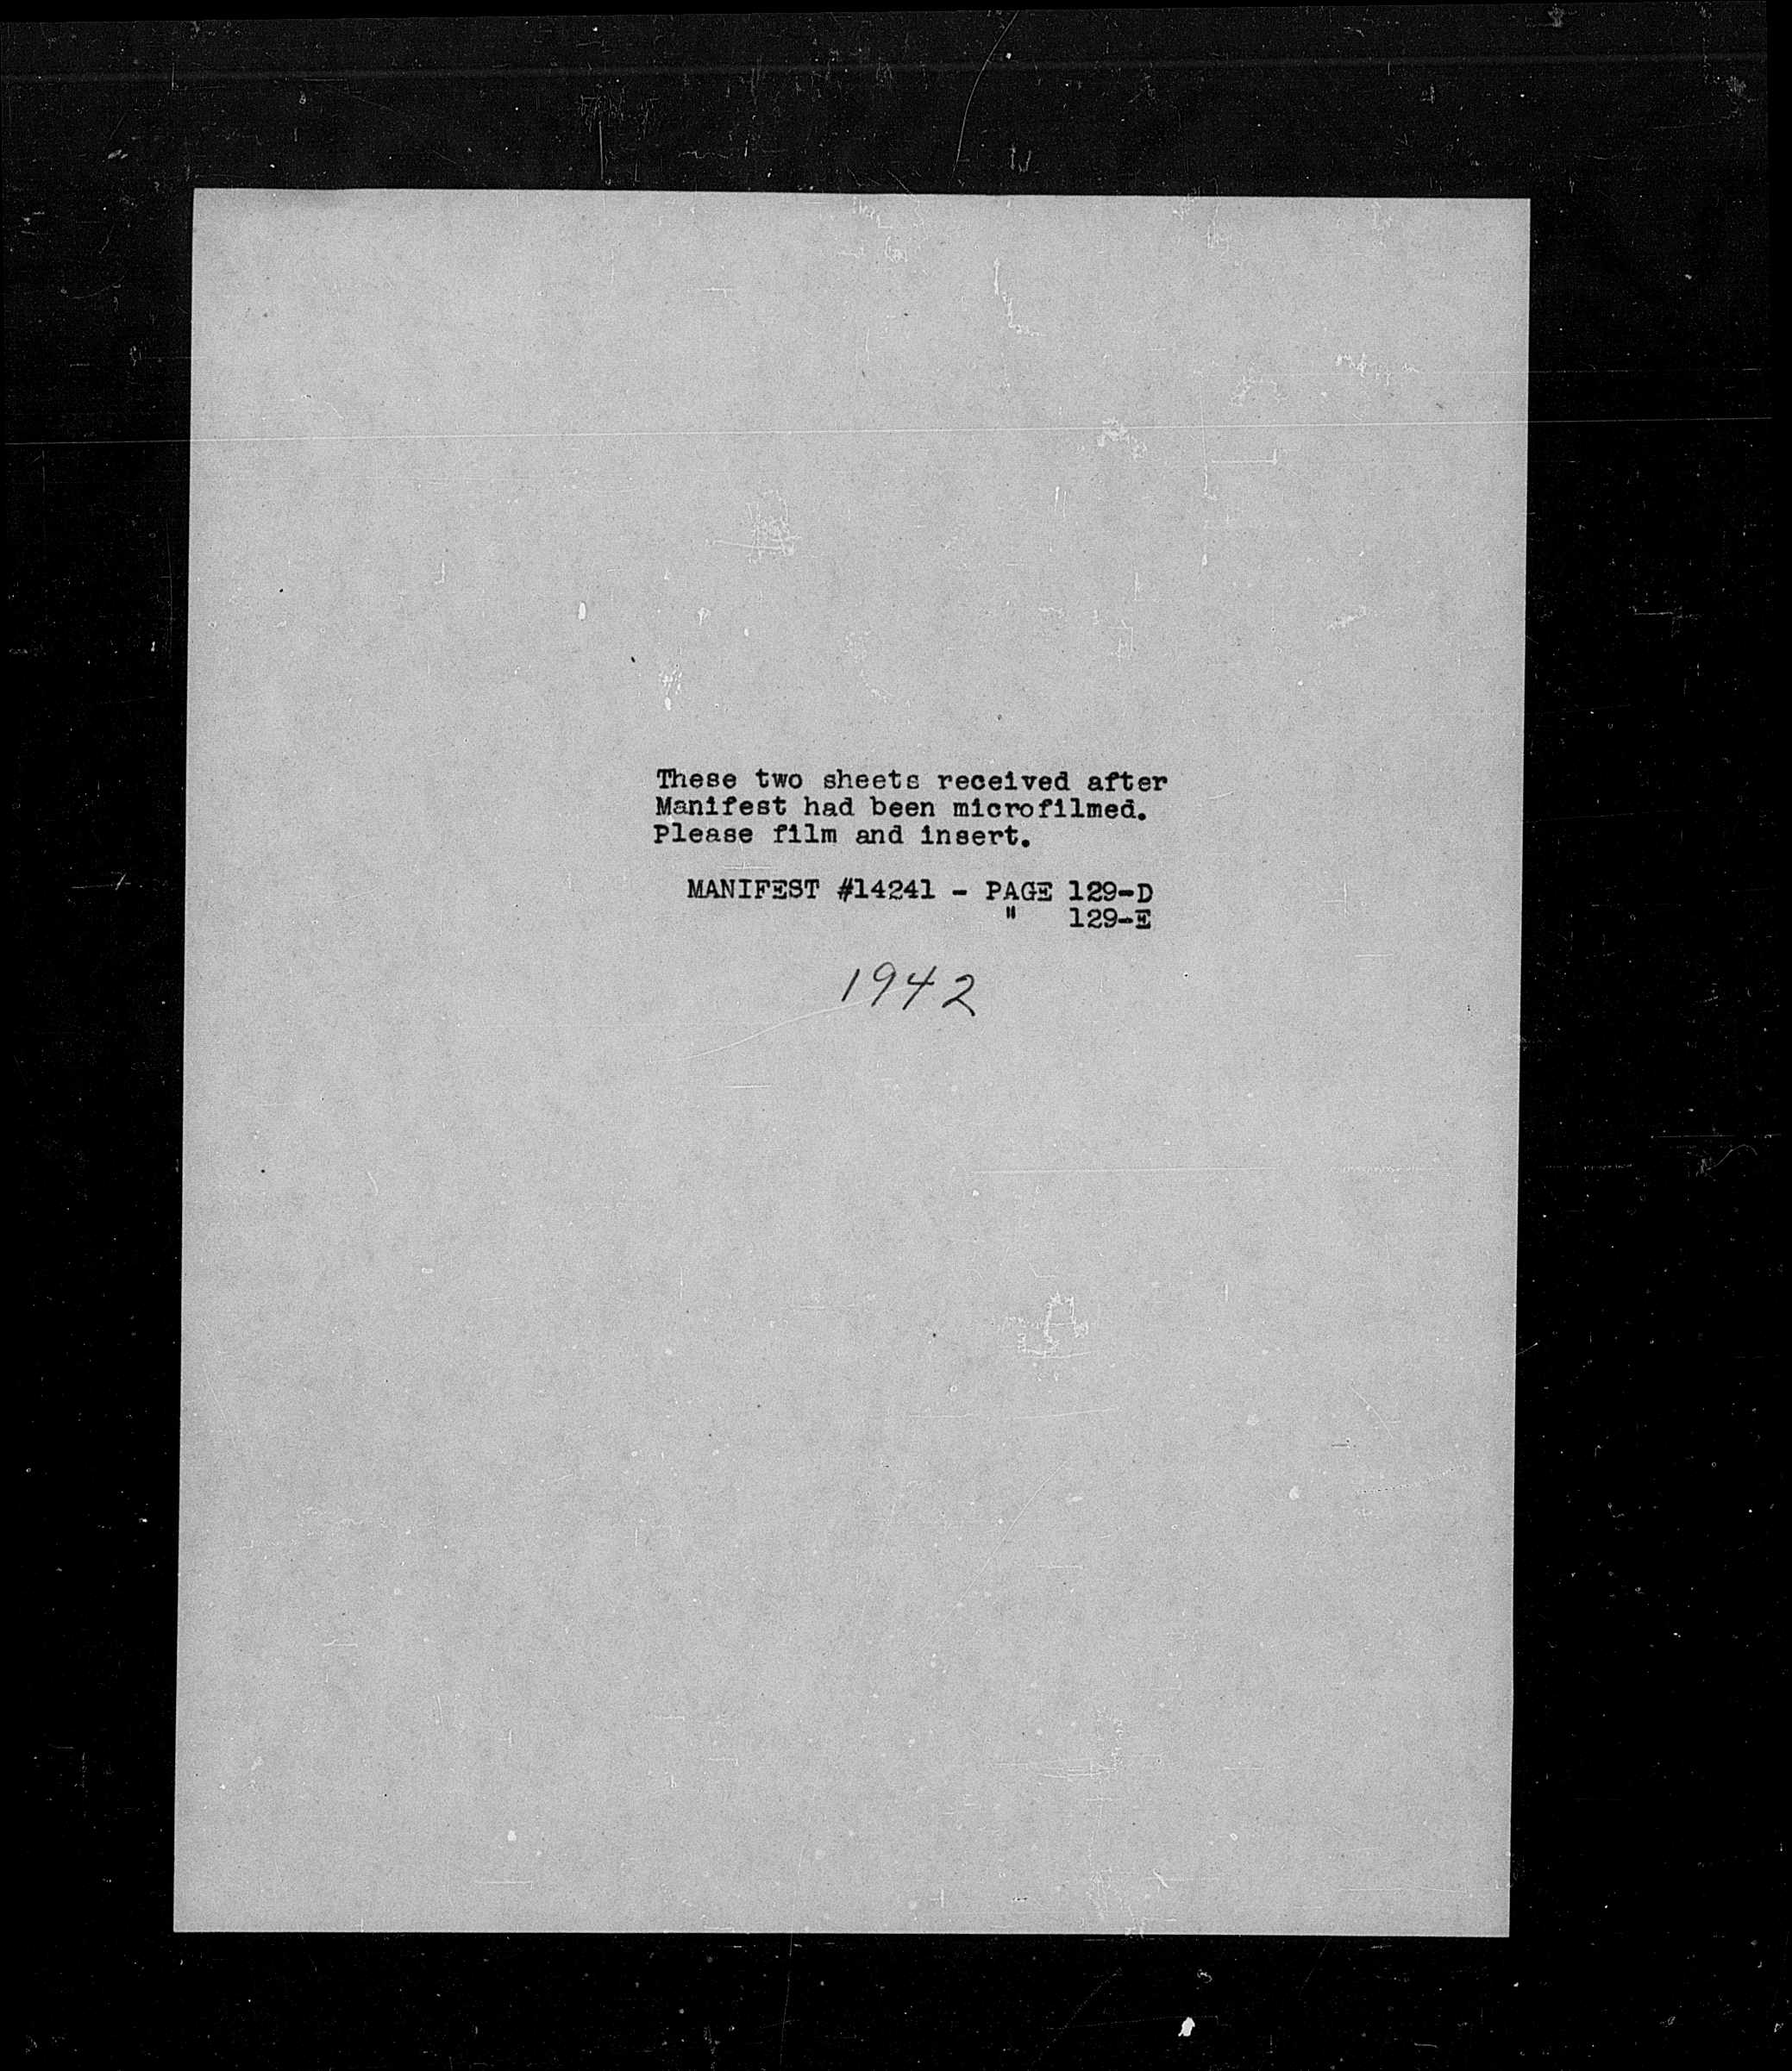 These two sheets received after
Manifest had been microfilmed.
Please film and insert.
MANIFEST #14241 - PAGE 129-D
" 129-E
1942